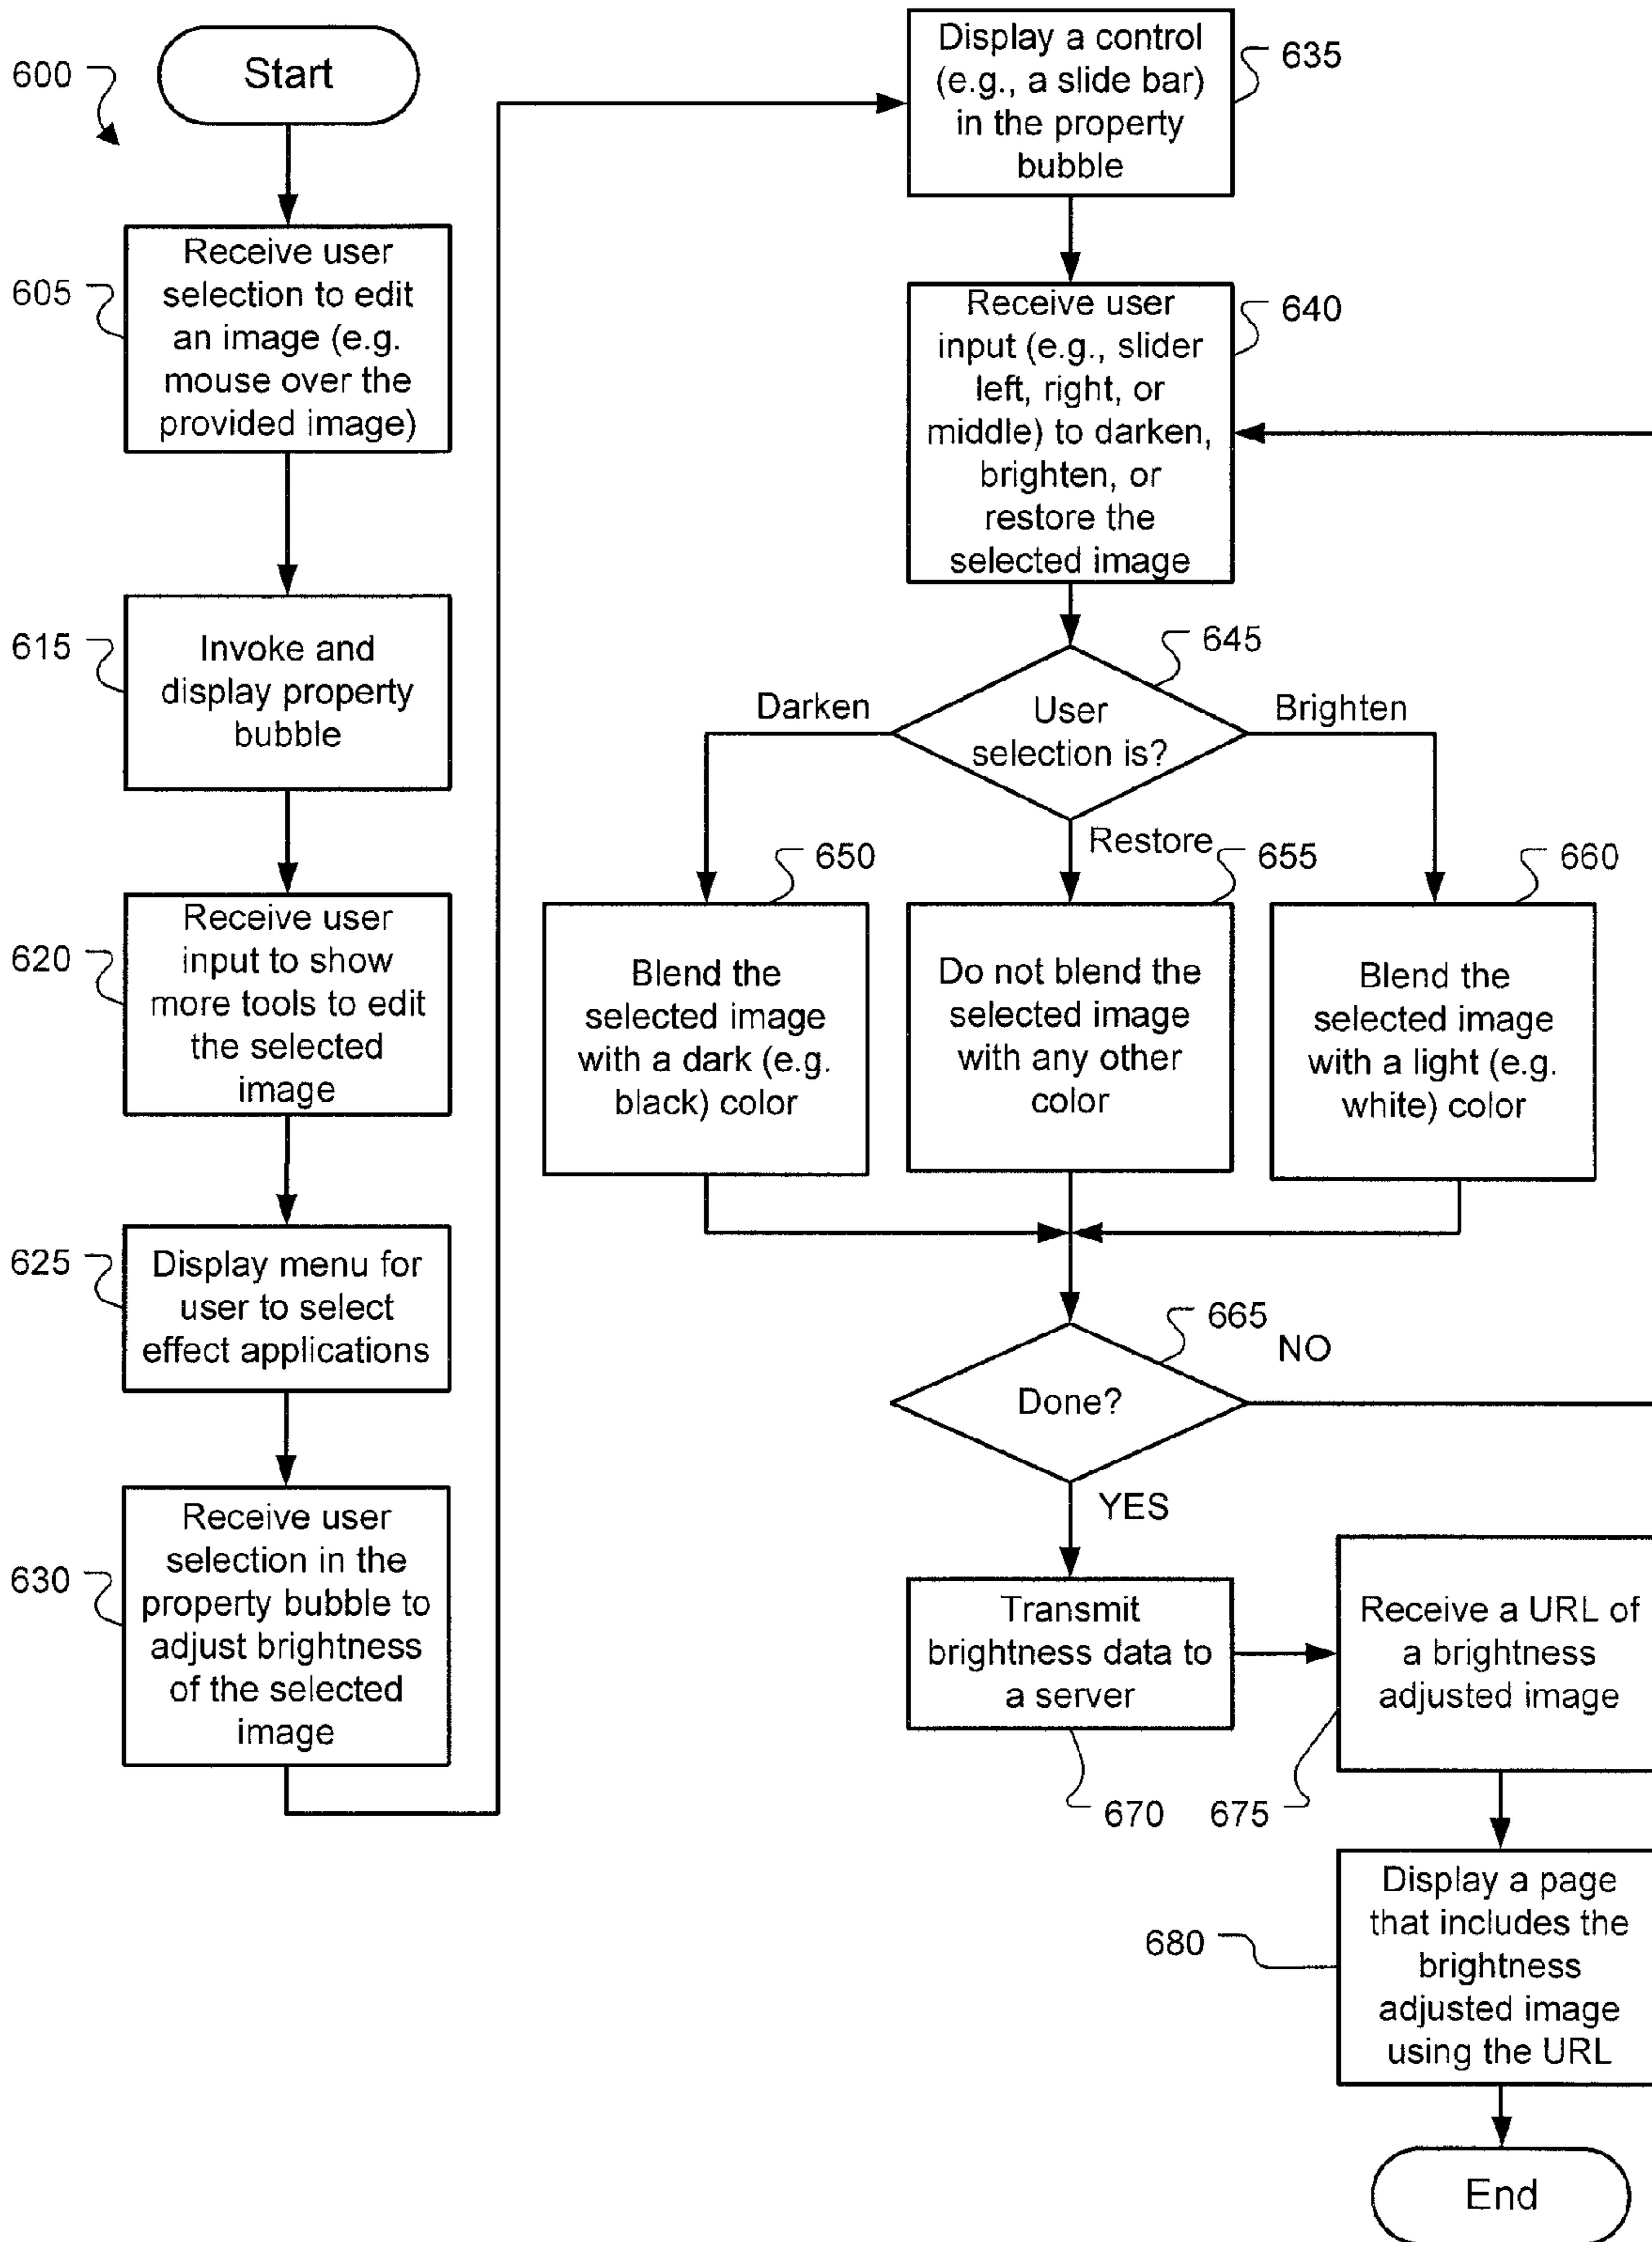 600
Start
605
Receive user
selection to edit
an image (e.g.
mouse over the
provided image)
615
Invoke and
display property
bubble
620
Receive user
input to show
more tools to edit
the selected
image
625
Display menu for
user to select
effect applications
630
Receive user
selection in the
property bubble to
adjust brightness
of the selected
image
635
Display a control
(e.g., a slide bar)
in the property
bubble
640
Receive user
input (e.g., slider
left, right, or
middle) to darken,
brighten, or
restore the
selected image
645
User
selection is?
Darken
Restore
Brighten
650
Blend the
selected image
with a dark (e.g.
black) color
655
Do not blend the
selected image
with any other
color
660
Blend the
selected image
with a light (e.g.
white) color
665
Done?
NO
YES
Transmit
brightness data to
a server
670
Receive a URL of
a brightness
adjusted image
675
680
Display a page
that includes the
brightness
adjusted image
using the URL
End